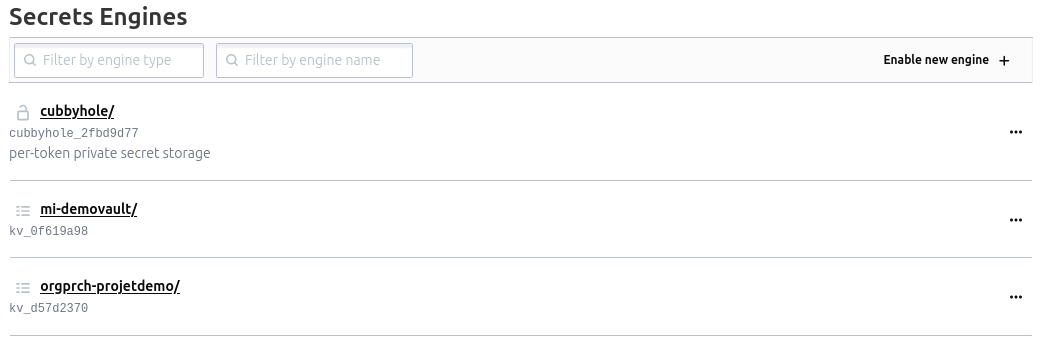 Secrets Engines
Filter by engine type
Filter by engine name
Enable new engine +
cubbyhole/
cubbyhole_2fbd9d77
per-token private secret storage
mi-demovault/
kv_0f619a98
orgprch-projetdemo/
kv_d57d2370